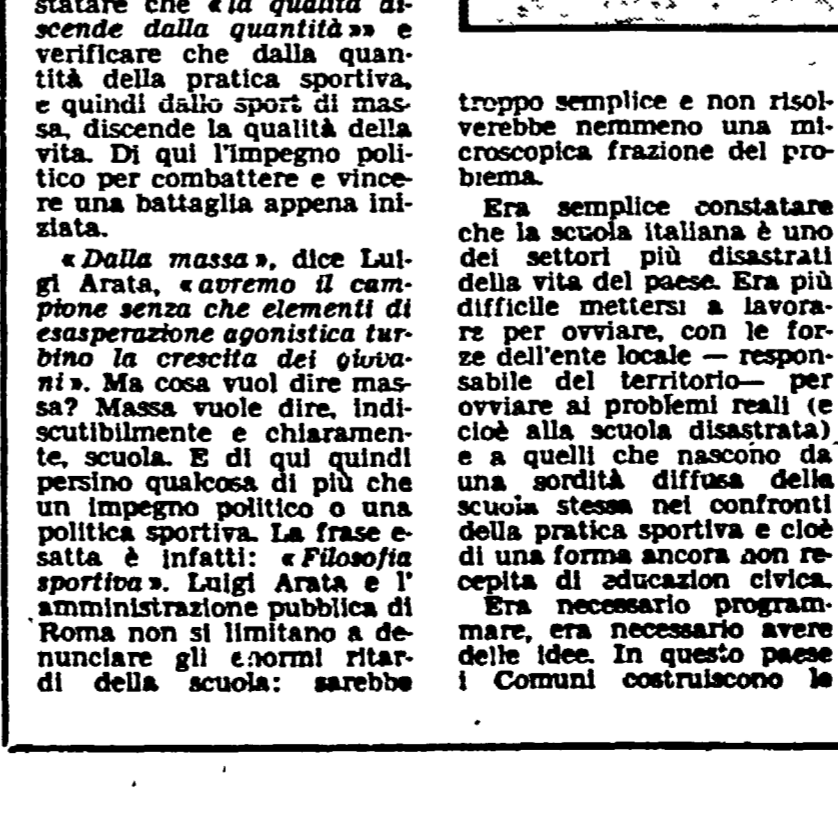 statare che «la qualità di-
scende dalla quantità»» e
verificare che dalla quan-
tità della pratica sportiva,
e quindi dallo sport di mas-
sa, discende la qualità della
vita. Di qui l'impegno poli-
tico per combattere e vince-
re una battaglia appena ini-
ziata.
«Dalla massa», dice Lui-
gi Arata, «avremo il cam-
pione senza che elementi di
esasperazione agonistica tur-
bino la crescita dei giova-
ni». Ma cosa vuol dire mas-
sa? Massa vuole dire, indi-
scutibilmente e chiaramen-
te, scuola. E di qui quindi
persino qualcosa di più che
un impegno politico o una
politica sportiva. La frase e-
satta è infatti: «Filosofia
sportiva». Luigi Arata e l'
amministrazione pubblica di
Roma non si limitano a de-
nunciare gli enormi ritar-
di della scuola: sarebbe
troppo semplice e non risol-
verebbe nemmeno una mi-
croscopica frazione del pro-
blema.
Era semplice constatare
che la scuola italiana è uno
dei settori più disastrati
della vita del paese. Era più
difficile mettersi a lavora-
re per ovviare, con le for-
ze dell'ente locale — respon-
sabile del territorio— per
ovviare ai problemi reali (e
cioè alla scuola disastrata)
e a quelli che nascono da
una sordità diffusa della
scuola stessa nei confronti
della pratica sportiva e cioè
di una forma ancora non re-
cepita di educazion civica.
Era necessario program-
mare, era necessario avere
delle idee. In questo paese
i Comuni costruiscono le